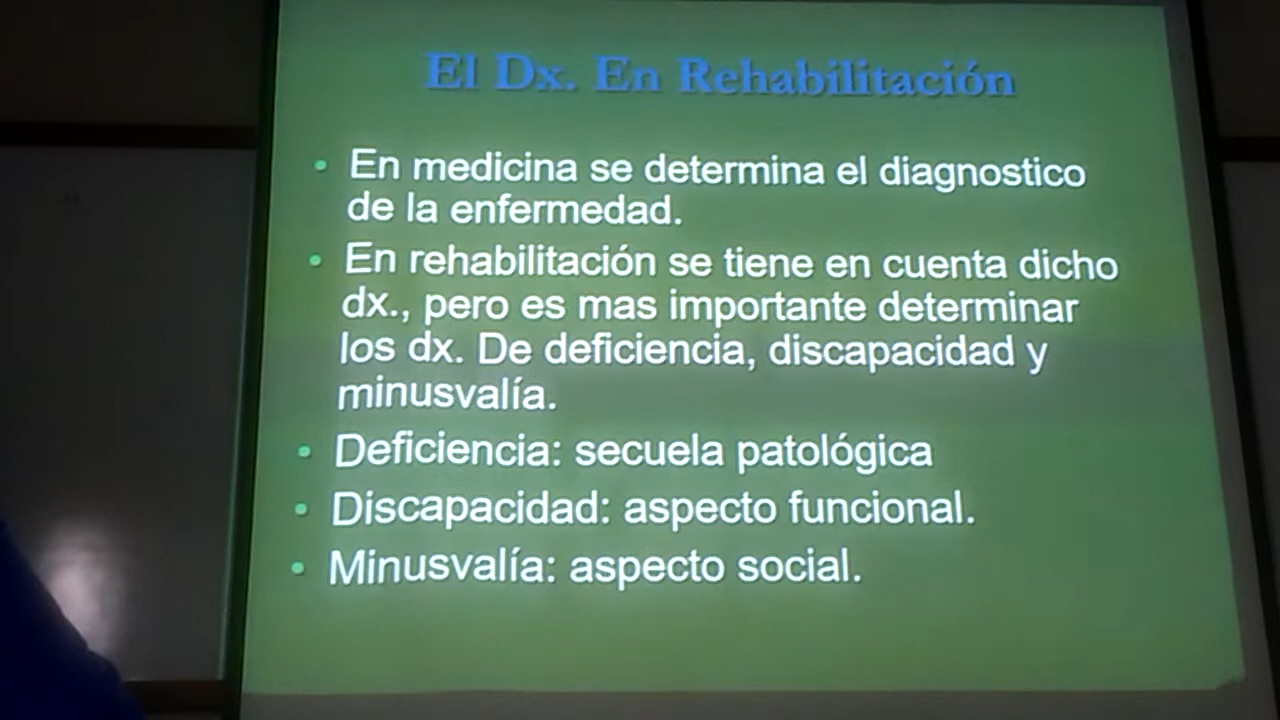 El Dx. En Rehabilitación
• En medicina se determina el diagnostico
de la enfermedad.
• En rehabilitación se tiene en cuenta dicho
dx., pero es mas importante determinar
los dx. De deficiencia, discapacidad y
minusvalía.
• Deficiencia: secuela patológica
• Discapacidad: aspecto funcional.
• Minusvalía: aspecto social.